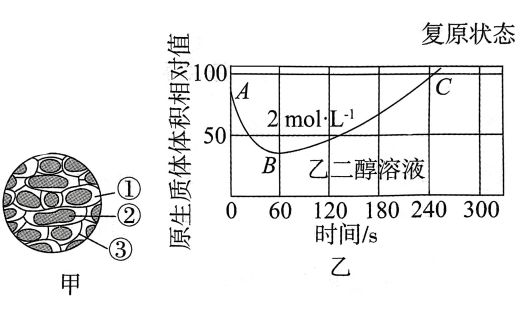 复原状态
原生质体体积相对值
100
50
A
B
C
2 mol·L⁻¹
乙二醇溶液
0 60 120 180 240 300
时间/s
乙
①
②
③
甲